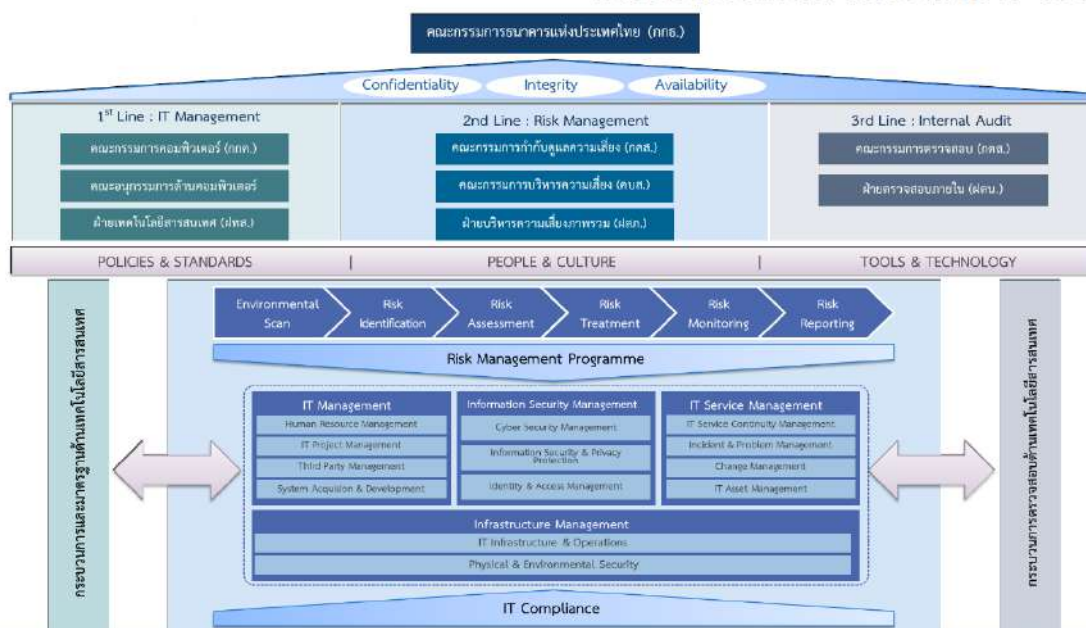 คณะกรรมการธนาคารแห่งประเทศไทย (กกธ.)
Confidentiality
Integrity
Availability
1st Line : IT Management
คณะกรรมการคอมพิวเตอร์ (กกค.)
คณะอนุกรรมการด้านคอมพิวเตอร์
ฝ่ายเทคโนโลยีสารสนเทศ (ฝทส.)
2nd Line : Risk Management
คณะกรรมการกำกับดูแลความเสี่ยง (กคส.)
คณะกรรมการบริหารความเสี่ยง (คบส.)
ฝ่ายบริหารความเสี่ยงภาพรวม (ฝสภ.)
3rd Line : Internal Audit
คณะกรรมการตรวจสอบ (กตส.)
ฝ่ายตรวจสอบภายใน (ฝตน.)
POLICIES & STANDARDS | PEOPLE & CULTURE | TOOLS & TECHNOLOGY
กระบวนการและมาตรฐานด้านเทคโนโลยีสารสนเทศ
Environmental Scan
Risk Identification
Risk Assessment
Risk Treatment
Risk Monitoring
Risk Reporting
Risk Management Programme
IT Management
Human Resource Management
IT Project Management
Third Party Management
System Acquision & Development
Information Security Management
Cyber Security Management
Information Security & Privacy
Protection
Identity & Access Management
IT Service Management
IT Service Continuity Management
Incident & Problem Management
Change Management
IT Asset Management
Infrastructure Management
IT Infrastructure & Operations
Physical & Environmental Security
IT Compliance
กระบวนการตรวจสอบด้านเทคโนโลยีสารสนเทศ